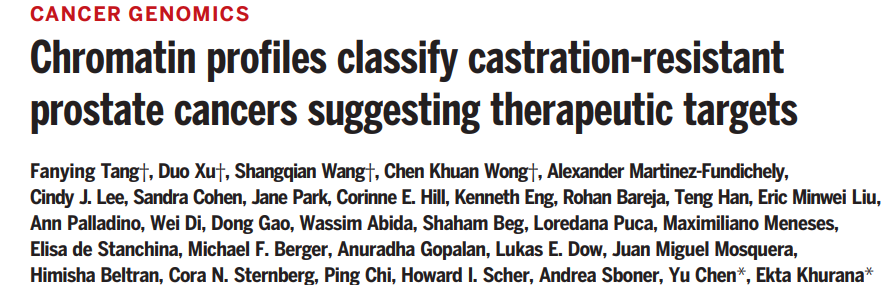 CANCER GENOMICS
Chromatin profiles classify castration-resistant
prostate cancers suggesting therapeutic targets
Fanying Tang†, Duo Xu†, Shangqian Wang†, Chen Khuan Wong†, Alexander Martinez-Fundichely,
Cindy J. Lee, Sandra Cohen, Jane Park, Corinne E. Hill, Kenneth Eng, Rohan Bareja, Teng Han, Eric Minwei Liu,
Ann Palladino, Wei Di, Dong Gao, Wassim Abida, Shaham Beg, Loredana Puca, Maximiliano Meneses,
Elisa de Stanchina, Michael F. Berger, Anuradha Gopalan, Lukas E. Dow, Juan Miguel Mosquera,
Himisha Beltran, Cora N. Sternberg, Ping Chi, Howard I. Scher, Andrea Sboner, Yu Chen*, Ekta Khurana*